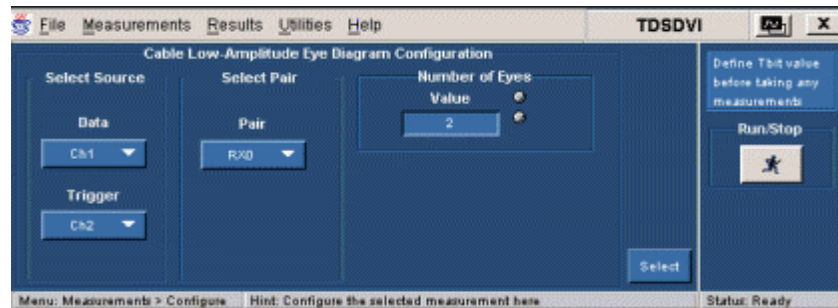 File Measurements Results Utilities Help TDSDVI X
Cable Low-Amplitude Eye Diagram Configuration
Select Source
Data
Ch1
Trigger
Ch2
Select Pair
Pair
RX0
Number of Eyes
Value
2
Select
Define Tbit value
before taking any
measurements
Run/Stop
Menu: Measurements > Configure Hint: Configure the selected measurement here Status: Ready